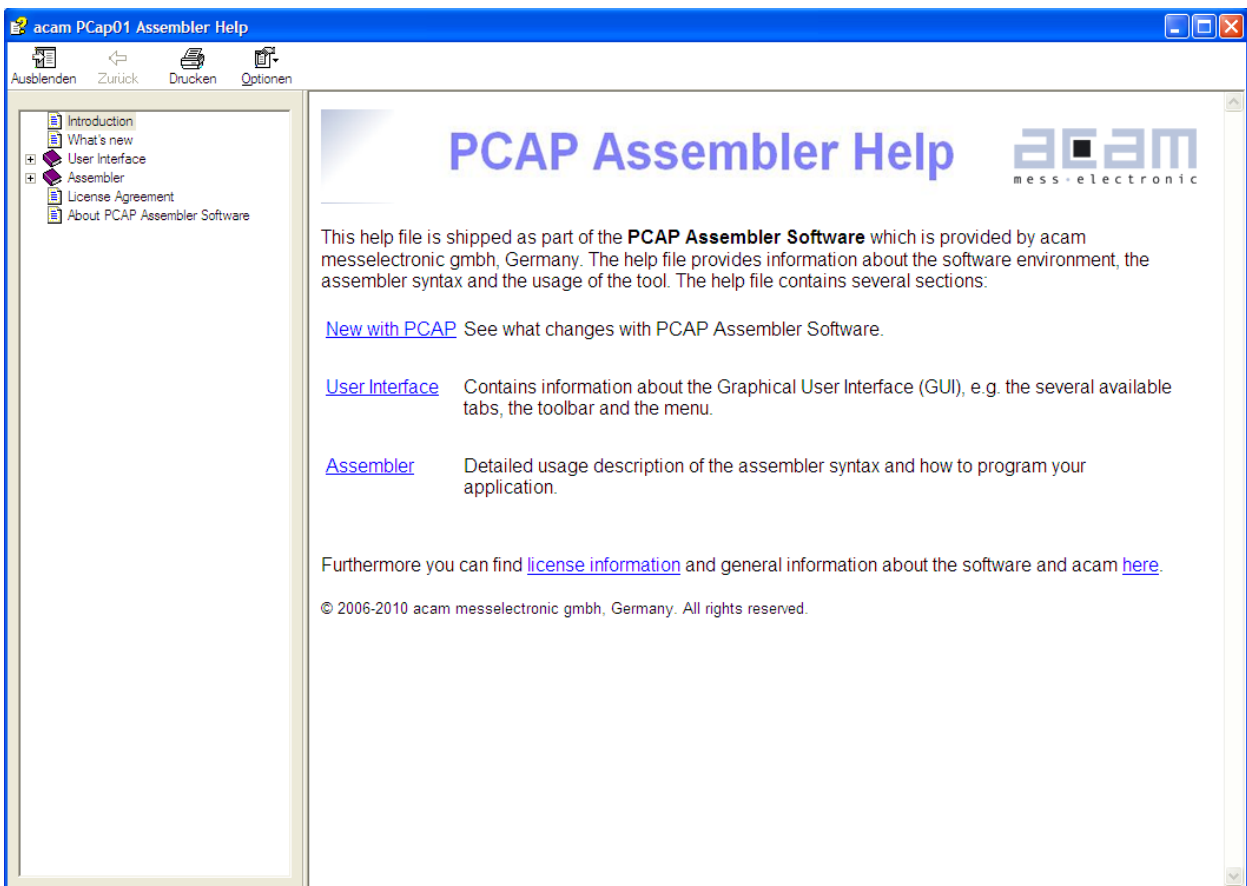 acam PCap01 Assembler Help
Ausblenden Zurück Drucken Optionen
Introduction
What's new
User Interface
Assembler
License Agreement
About PCAP Assembler Software
PCAP Assembler Help
acam
mess-electronic
This help file is shipped as part of the PCAP Assembler Software which is provided by acam
messelectronic gmbh, Germany. The help file provides information about the software environment, the
assembler syntax and the usage of the tool. The help file contains several sections:
New with PCAP See what changes with PCAP Assembler Software.
User Interface Contains information about the Graphical User Interface (GUI), e.g. the several available
tabs, the toolbar and the menu.
Assembler Detailed usage description of the assembler syntax and how to program your
application.
Furthermore you can find license information and general information about the software and acam here.
© 2006-2010 acam messelectronic gmbh, Germany. All rights reserved.